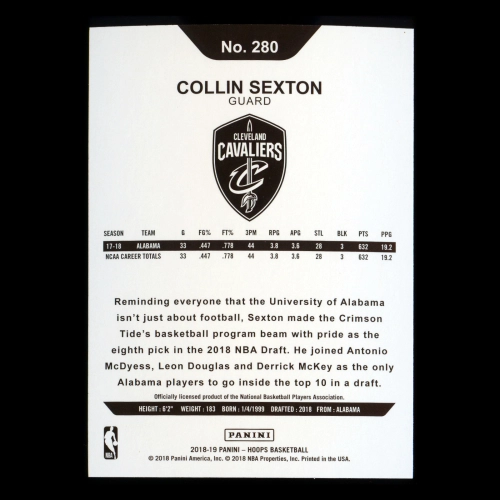 No. 280
COLLIN SEXTON
GUARD
CLEVELAND
CAVALIERS
C
SEASON TEAM G FG% FT% 3PM RPG APG STL BLK PTS PPG
17-18 ALABAMA 33 .447 .778 44 3.8 3.6 28 3 632 19.2
NCAA CAREER TOTALS 33 .447 .778 44 3.8 3.6 28 3 632 19.2
Reminding everyone that the University of Alabama
isn't just about football, Sexton made the Crimson
Tide's basketball program beam with pride as the
eighth pick in the 2018 NBA Draft. He joined Antonio
McDyess, Leon Douglas and Derrick McKey as the only
Alabama players to go inside the top 10 in a draft.
Officially licensed product of the National Basketball Players Association.
HEIGHT: 6'2" WEIGHT: 183 BORN: 1/4/1999 DRAFTED: 2018 FROM: ALABAMA
NBA
PANINI
2018-19 PANINI – HOOPS BASKETBALL
© 2018 Panini America, Inc. © 2018 NBA Properties, Inc. Printed in the USA.